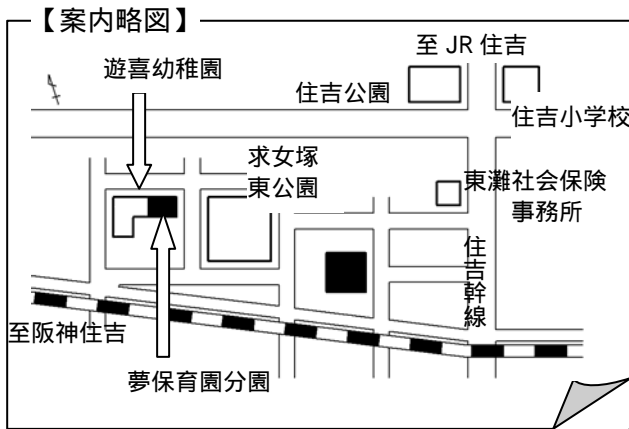 【案内略図】
至 JR 住吉
遊喜幼稚園
住吉公園
住吉小学校
求女塚
東公園
東灘社会保険
事務所
住吉幹線
至阪神住吉
夢保育園分園